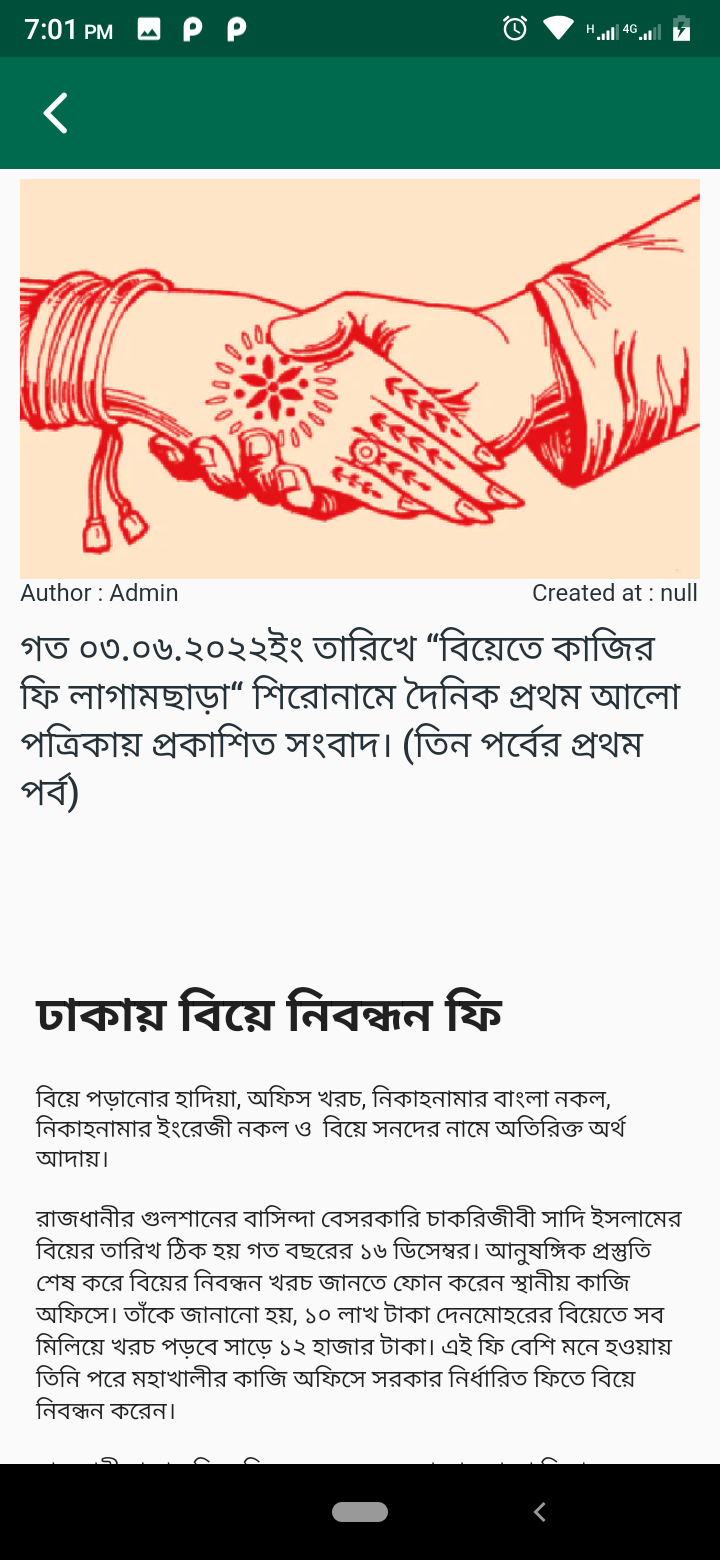 7:01 PM
H 4G
Author : Admin
Created at : null
গত ০৩.০৬.২০২২ইং তারিখে “বিয়েতে কাজির
ফি লাগামছাড়া“ শিরোনামে দৈনিক প্রথম আলো
পত্রিকায় প্রকাশিত সংবাদ। (তিন পর্বের প্রথম
পর্ব)
ঢাকায় বিয়ে নিবন্ধন ফি
বিয়ে পড়ানোর হাদিয়া, অফিস খরচ, নিকাহনামার বাংলা নকল,
নিকাহনামার ইংরেজী নকল ও বিয়ে সনদের নামে অতিরিক্ত অর্থ
আদায়।
রাজধানীর গুলশানের বাসিন্দা বেসরকারি চাকরিজীবী সাদি ইসলামের
বিয়ের তারিখ ঠিক হয় গত বছরের ১৬ ডিসেম্বর। আনুষঙ্গিক প্রস্তুতি
শেষ করে বিয়ের নিবন্ধন খরচ জানতে ফোন করেন স্থানীয় কাজি
অফিসে। তাঁকে জানানো হয়, ১০ লাখ টাকা দেনমোহরের বিয়েতে সব
মিলিয়ে খরচ পড়বে সাড়ে ১২ হাজার টাকা। এই ফি বেশি মনে হওয়ায়
তিনি পরে মহাখালীর কাজি অফিসে সরকার নির্ধারিত ফিতে বিয়ে
নিবন্ধন করেন।